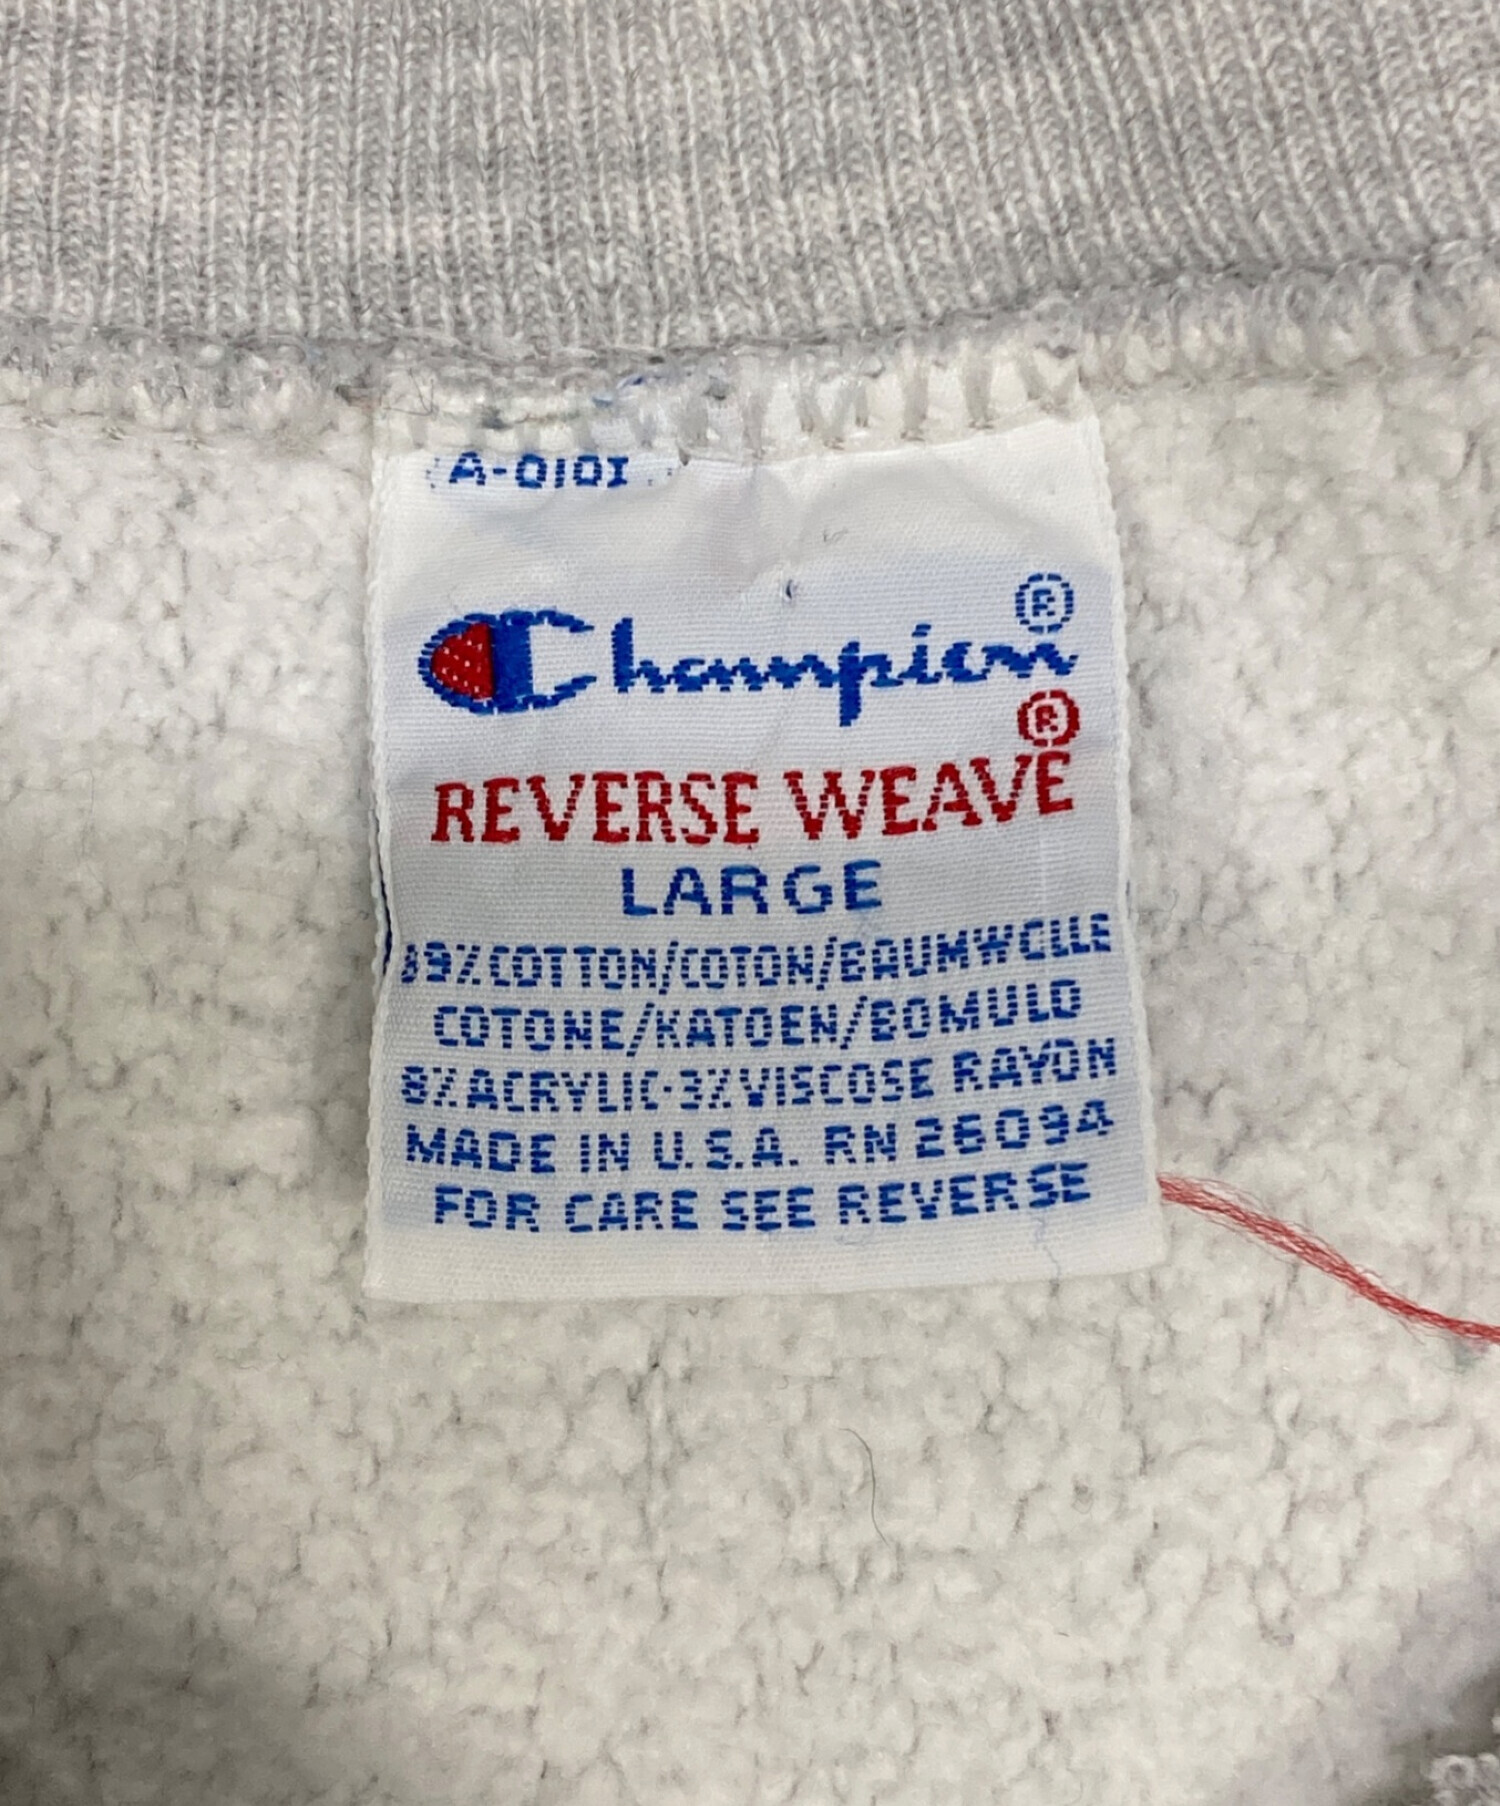 A-0101
Champion®
REVERSE WEAVE®
LARGE
89% COTTON/COTON/BAUMWOLLE
COTONE/KATOEN/BOMULD
8% ACRYLIC·3% VISCOSE RAYON
MADE IN U.S.A. RN 26094
FOR CARE SEE REVERSE